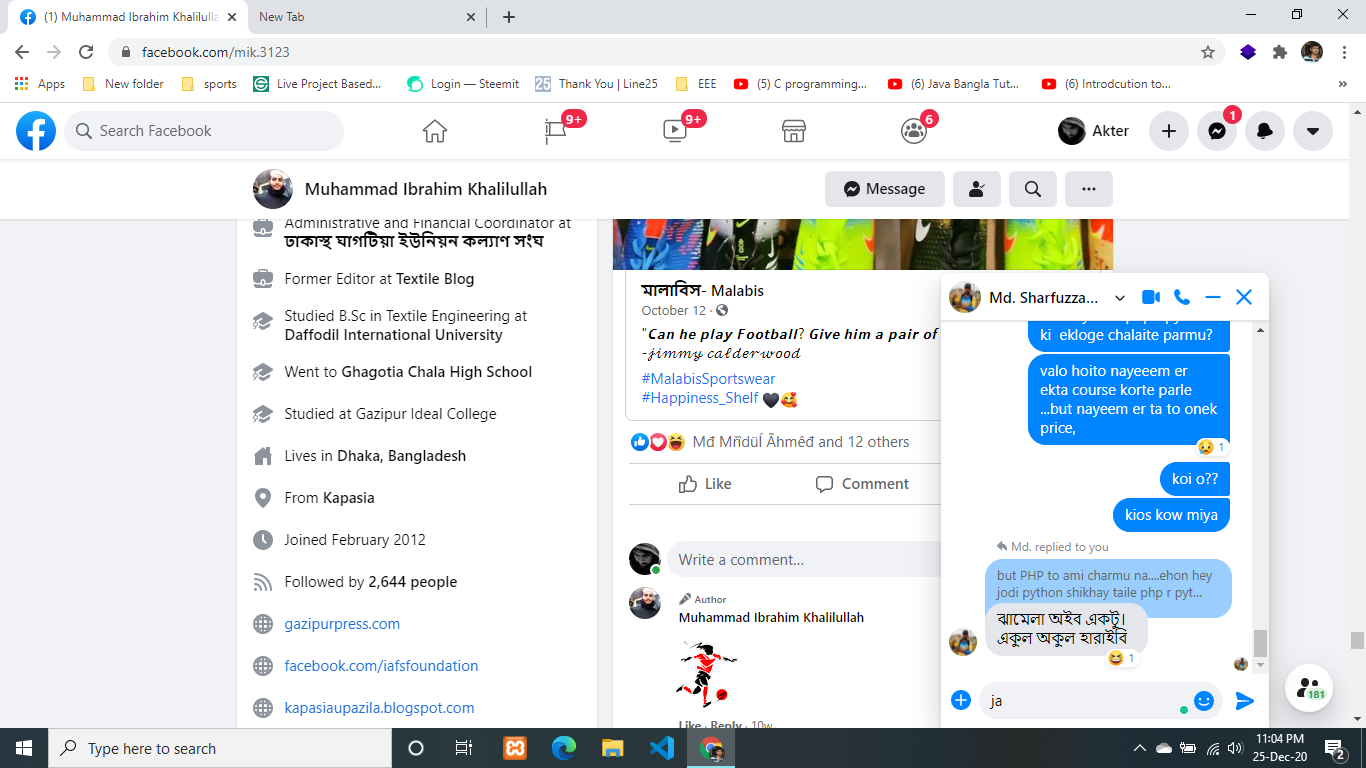 (1) Muhammad Ibrahim Khalilulla
New Tab
facebook.com/mik.3123
Apps
New folder
sports
Live Project Based...
Login — Steemit
25
Thank You | Line25
EEE
(5) C programming...
(6) Java Bangla Tut...
(6) Introdcution to...
»
Search Facebook
9+
9+
6
Akter
1
Muhammad Ibrahim Khalilullah
Message
Administrative and Financial Coordinator at
ঢাকাস্থ ঘাগটিয়া ইউনিয়ন কল্যাণ সংঘ
Former Editor at Textile Blog
Studied B.Sc in Textile Engineering at
Daffodil International University
Went to Ghagotia Chala High School
Studied at Gazipur Ideal College
Lives in Dhaka, Bangladesh
From Kapasia
Joined February 2012
Followed by 2,644 people
gazipurpress.com
facebook.com/iafsfoundation
kapasiaupazila.blogspot.com
মালাবিস- Malabis
October 12 ·
"Can he play Football? Give him a pair of
-jimmy calderwood
#MalabisSportswear
#Happiness_Shelf 🖤🥰
Mđ Mŕîdüĺ Ãhmêđ and 12 others
Like
Comment
Write a comment...
Author
Muhammad Ibrahim Khalilullah
Like · Reply · 10w
Md. Sharfuzza...
ki ekloge chalaite parmu?
valo hoito nayeeem er
ekta course korte parle
...but nayeem er ta to onek
price,
😢 1
koi o??
kios kow miya
Md. replied to you
but PHP to ami charmu na....ehon hey
jodi python shikhay taile php r pyt...
ঝামেলা অইব একটু।
একুল অকুল হারাইবি
😆 1
ja
181
Type here to search
11:04 PM
25-Dec-20
2